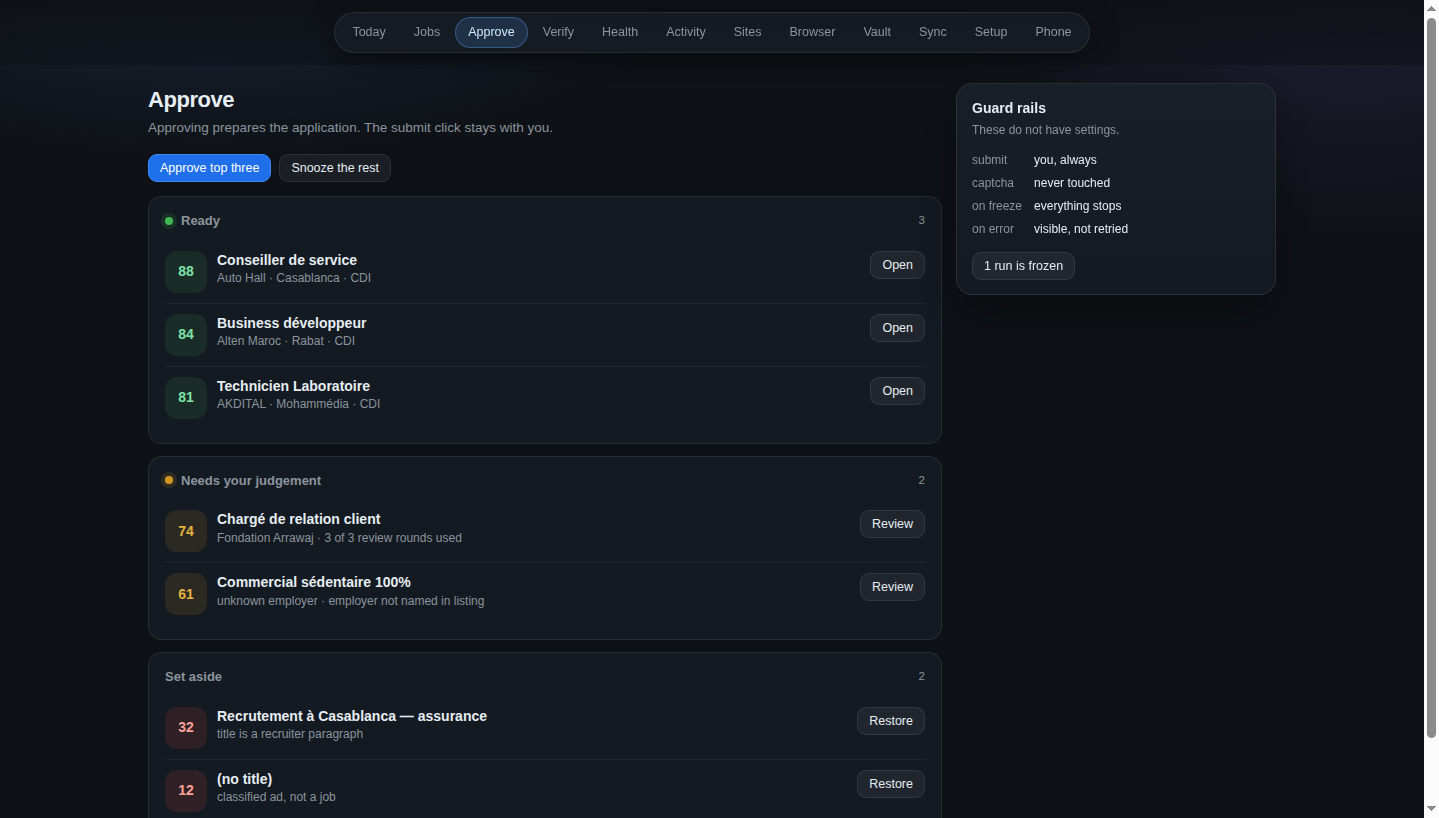 Today Jobs Approve Verify Health Activity Sites Browser Vault Sync Setup Phone
Approve
Approving prepares the application. The submit click stays with you.
Approve top three Snooze the rest
Ready 3
88 Conseiller de service Open
Auto Hall · Casablanca · CDI
84 Business développeur Open
Alten Maroc · Rabat · CDI
81 Technicien Laboratoire Open
AKDITAL · Mohammédia · CDI
Needs your judgement 2
74 Chargé de relation client Review
Fondation Arrawaj · 3 of 3 review rounds used
61 Commercial sédentaire 100% Review
unknown employer · employer not named in listing
Set aside 2
32 Recrutement à Casablanca — assurance Restore
title is a recruiter paragraph
12 (no title) Restore
classified ad, not a job
Guard rails
These do not have settings.
submit you, always
captcha never touched
on freeze everything stops
on error visible, not retried
1 run is frozen